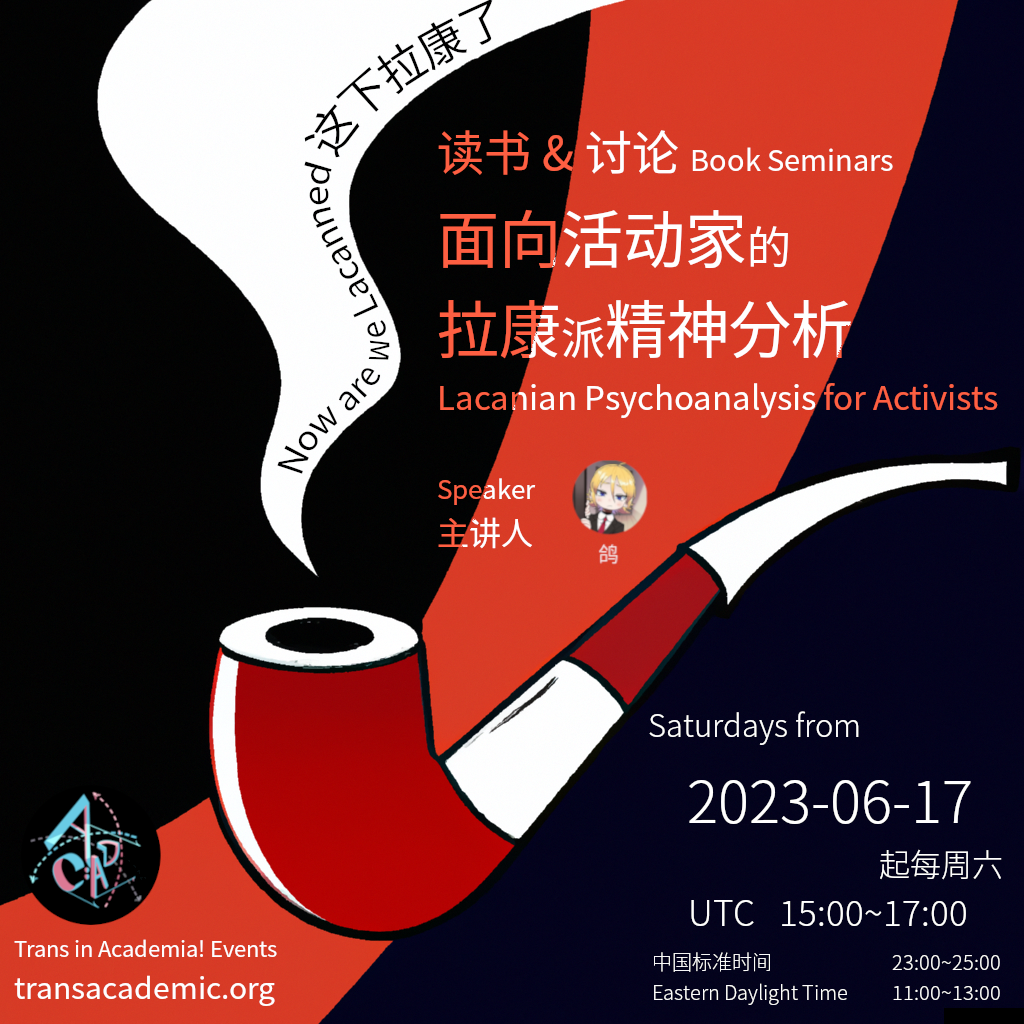 这下拉康了
Now are we Lacanned
读书 & 讨论 Book Seminars
面向活动家的
拉康派精神分析
Lacanian Psychoanalysis for Activists
Speaker
主讲人
鸽
Saturdays from
2023-06-17
起每周六
UTC 15:00~17:00
中国标准时间 23:00~25:00
Eastern Daylight Time 11:00~13:00
Trans in Academia! Events
transacademic.org